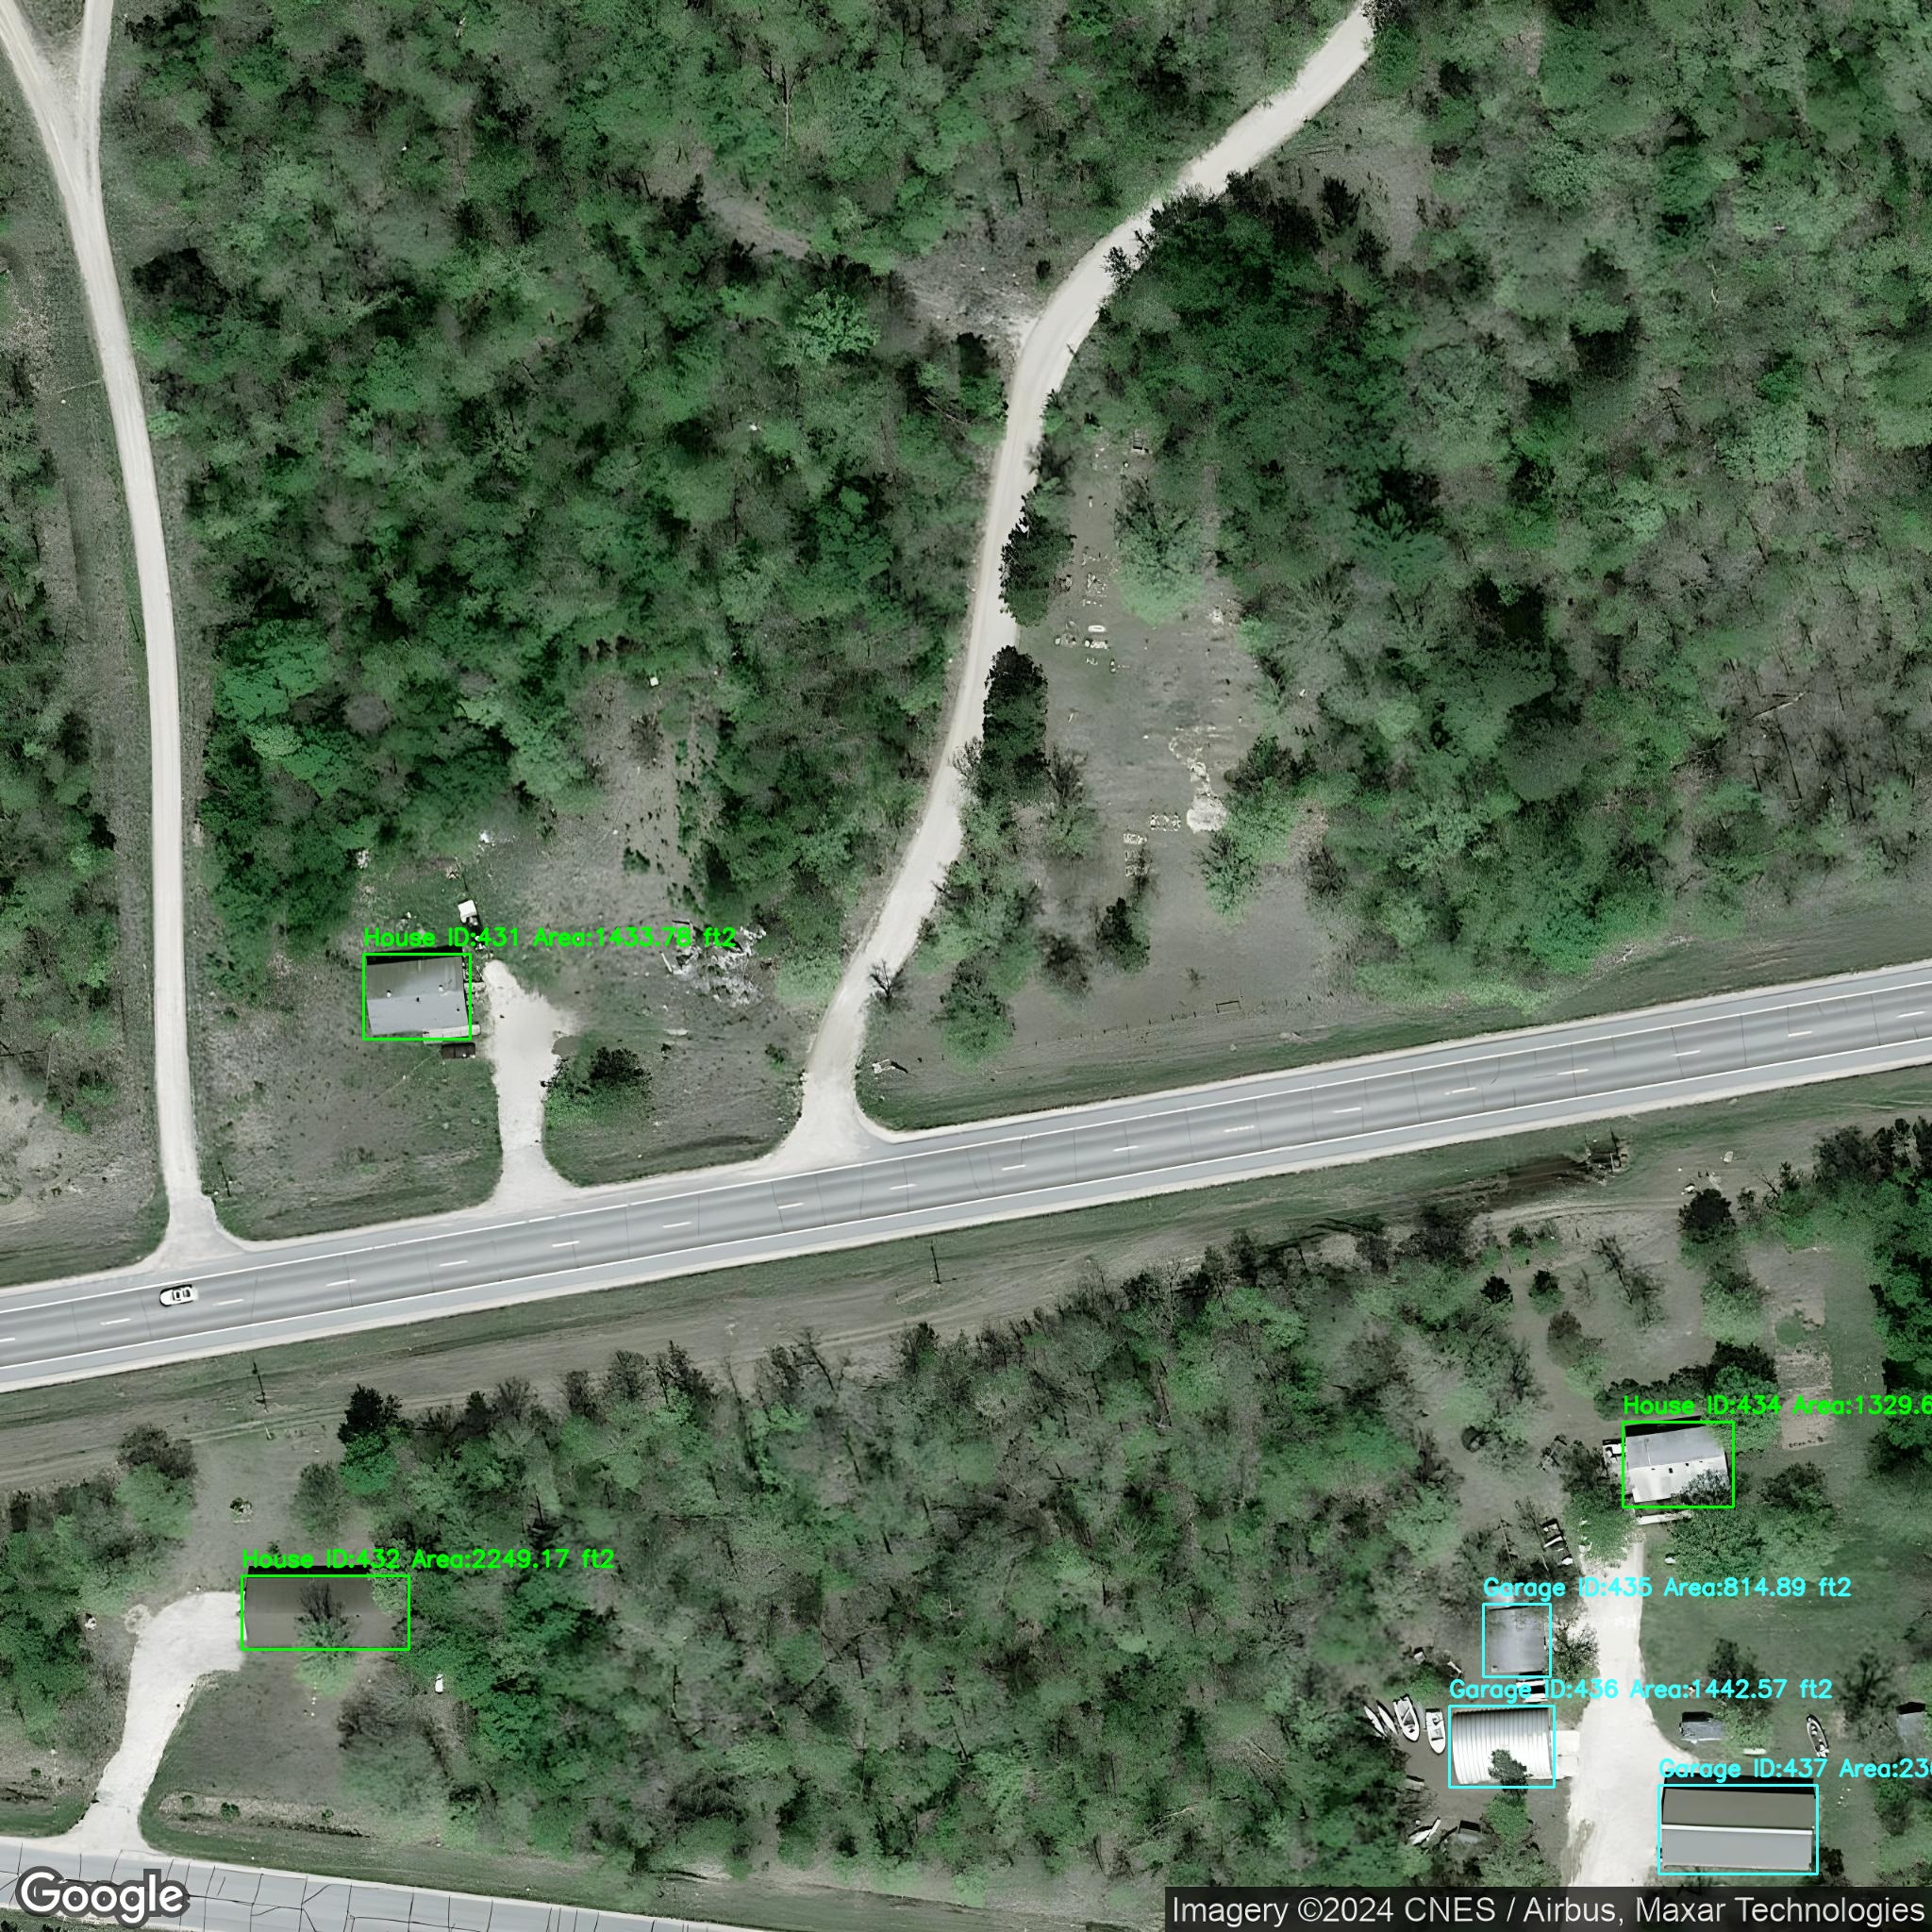 House ID:431 Area:1433.78 ft2
House ID:434 Area:1329.6
House ID:432 Area:2249.17 ft2
Garage ID:435 Area:814.89 ft2
Garage ID:436 Area:1442.57 ft2
Garage ID:437 Area:23
Google
Imagery ©2024 CNES / Airbus, Maxar Technologies